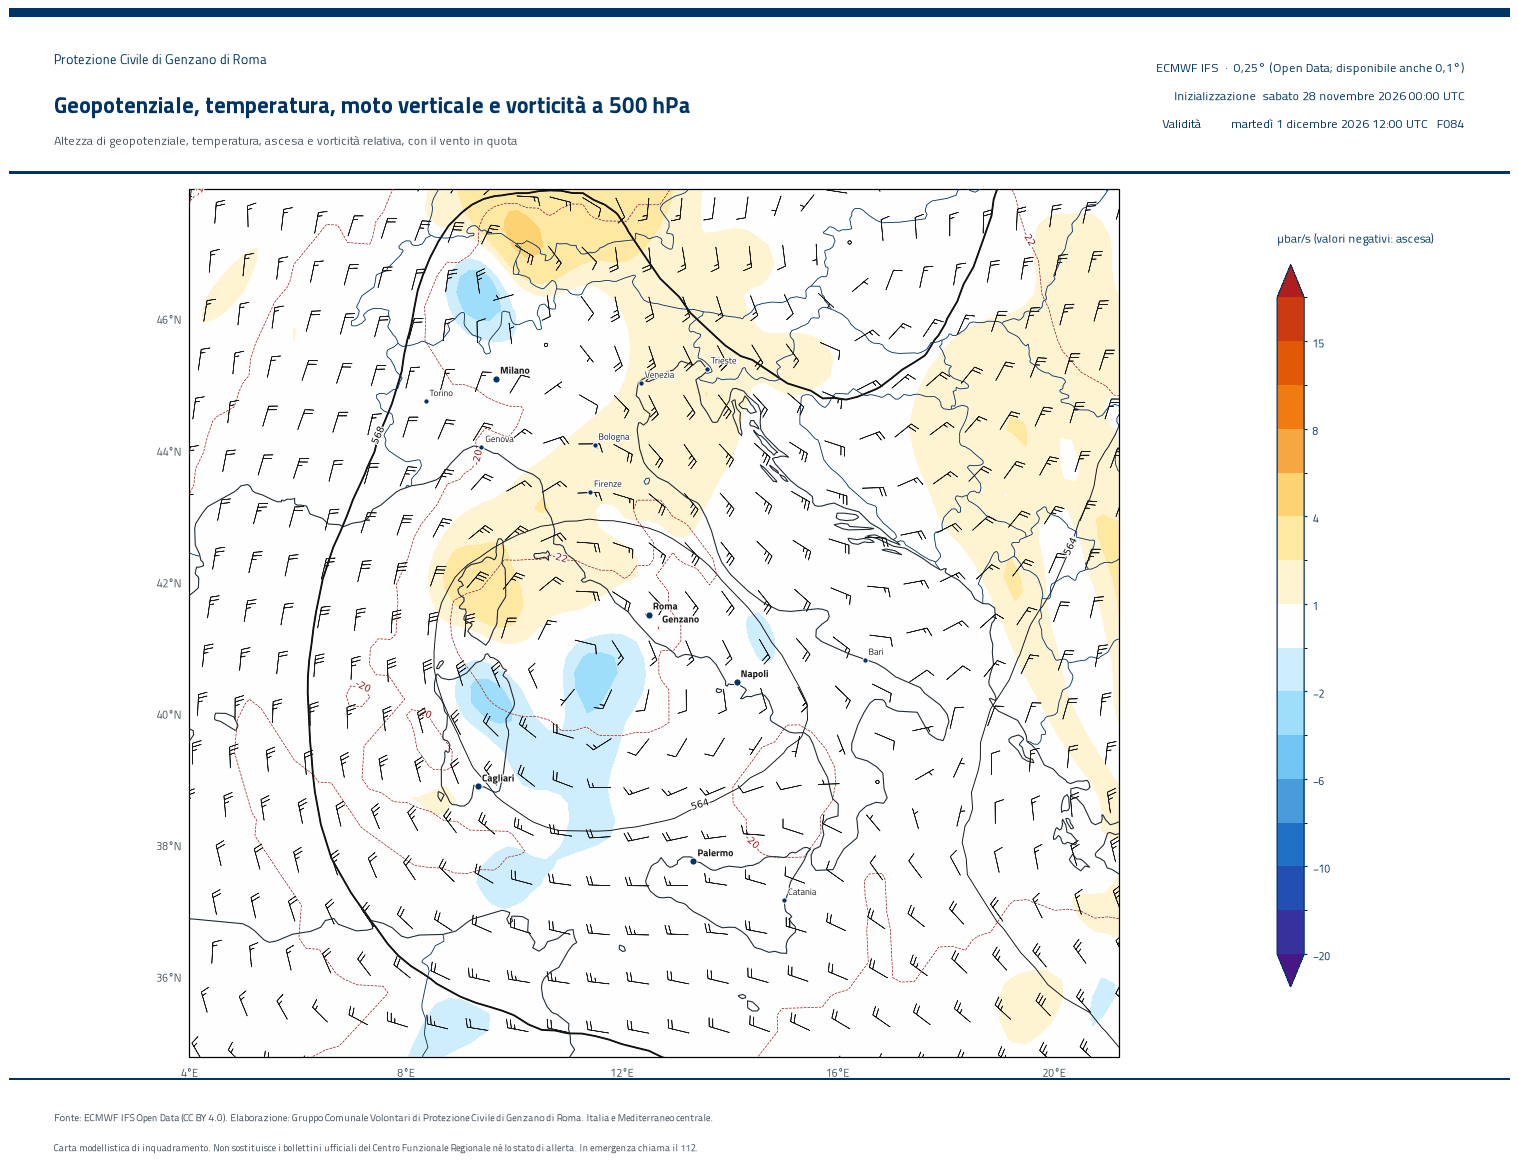 Protezione Civile di Genzano di Roma
Geopotenziale, temperatura, moto verticale e vorticità a 500 hPa
Altezza di geopotenziale, temperatura, ascesa e vorticità relativa, con il vento in quota
ECMWF IFS · 0,25° (Open Data; disponibile anche 0,1°)
Inizializzazione sabato 28 novembre 2026 00:00 UTC
Validità martedì 1 dicembre 2026 12:00 UTC F084
µbar/s (valori negativi: ascesa)
15
8
4
1
−2
−6
−10
−20
46°N
44°N
42°N
40°N
38°N
36°N
4°E
8°E
12°E
16°E
20°E
22
Trieste
Milano
Venezia
Torino
568
Genova
Bologna
-20
Firenze
564
-22
Roma
Genzano
Bari
Napoli
-20
-20
Cagliari
564
-20
Palermo
Catania
Fonte: ECMWF IFS Open Data (CC BY 4.0). Elaborazione: Gruppo Comunale Volontari di Protezione Civile di Genzano di Roma. Italia e Mediterraneo centrale.
Carta modellistica di inquadramento. Non sostituisce i bollettini ufficiali del Centro Funzionale Regionale né lo stato di allerta. In emergenza chiama il 112.